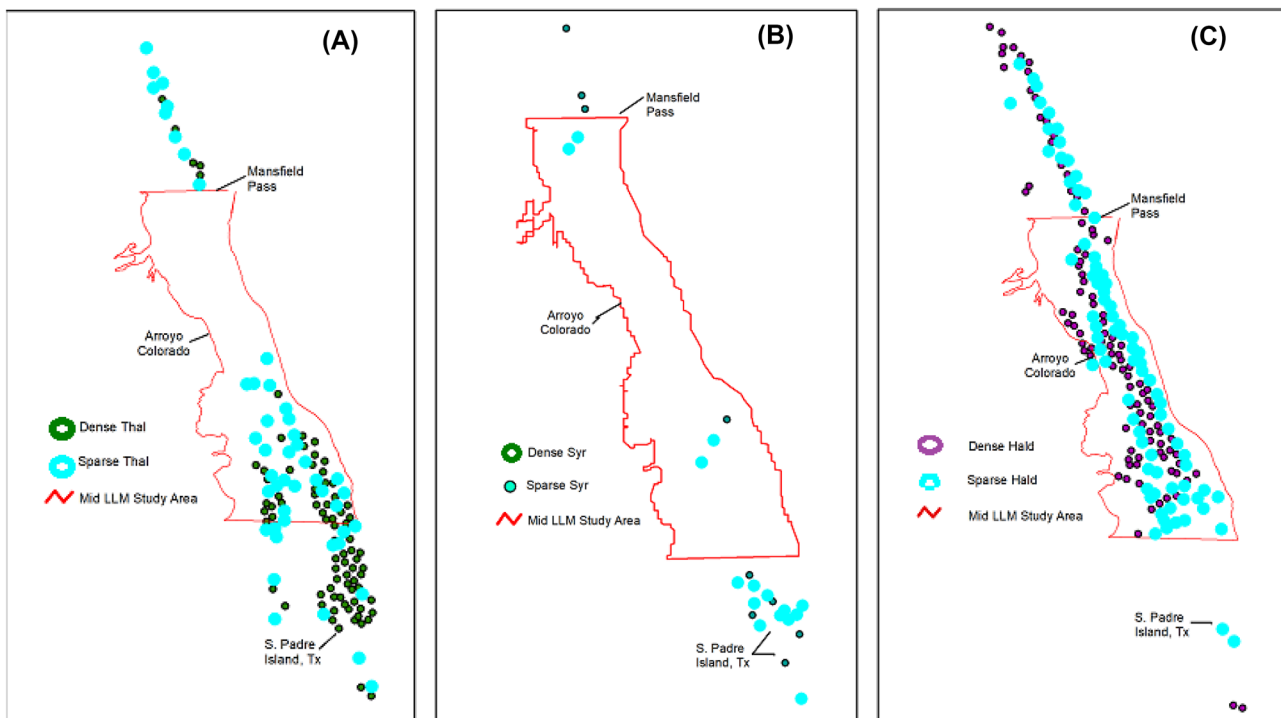 (A)
Mansfield
Pass
Arroyo
Colorado
Dense Thal
Sparse Thal
Mid LLM Study Area
S. Padre
Island, Tx
(B)
Mansfield
Pass
Arroyo
Colorado
Dense Syr
Sparse Syr
Mid LLM Study Area
S. Padre
Island, Tx
(C)
Mansfield
Pass
Arroyo
Colorado
Dense Hald
Sparse Hald
Mid LLM Study Area
S. Padre
Island, Tx